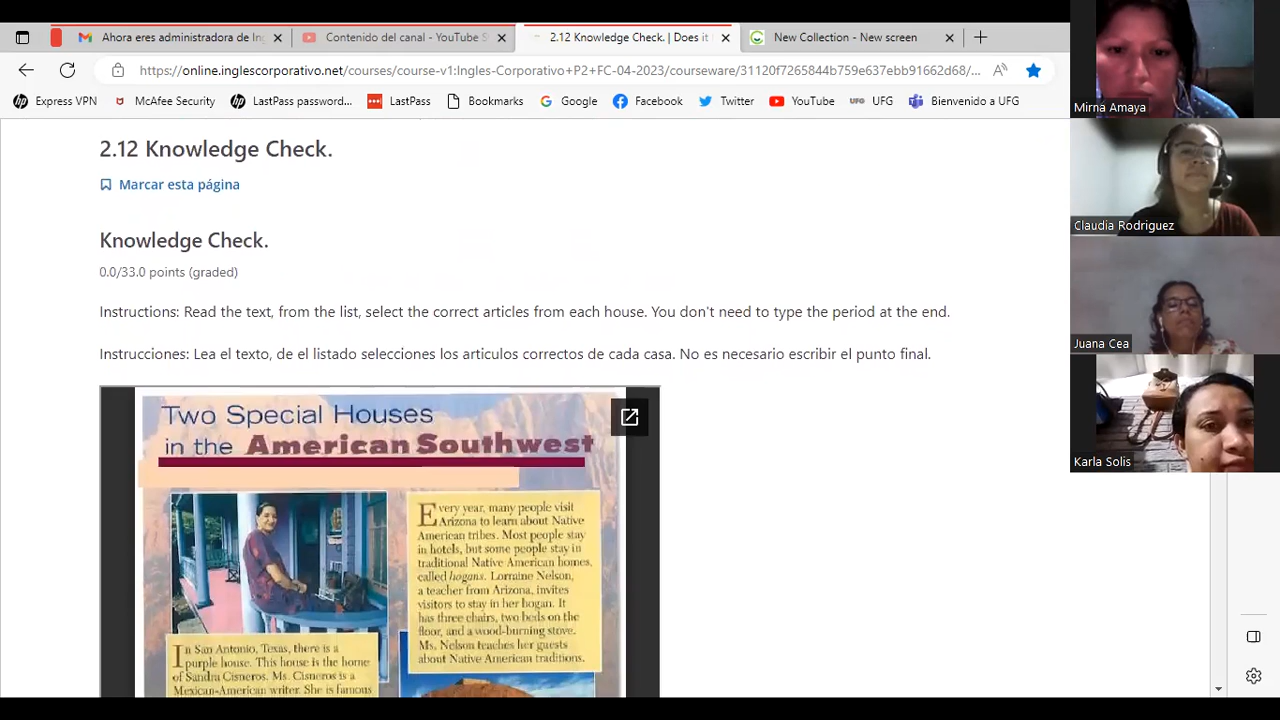 Ahora eres administradora de In
Contenido del canal - YouTube S
2.12 Knowledge Check. | Does it
New Collection - New screen
https://online.inglescorporativo.net/courses/course-v1:Ingles-Corporativo+P2+FC-04-2023/courseware/31120f7265844b759e637ebb91662d68/...
Express VPN
McAfee Security
LastPass password...
LastPass
Bookmarks
Google
Facebook
Twitter
YouTube
UFG
Bienvenido a UFG
2.12 Knowledge Check.
Marcar esta página
Knowledge Check.
0.0/33.0 points (graded)
Instructions: Read the text, from the list, select the correct articles from each house. You don't need to type the period at the end.
Instrucciones: Lea el texto, de el listado selecciones los articulos correctos de cada casa. No es necesario escribir el punto final.
Two Special Houses
in the American Southwest
Every year, many people visit
Arizona to learn about Native
American tribes. Most people stay
in hotels, but some people stay in
traditional Native American homes,
called hogans. Lorraine Nelson,
a teacher from Arizona, invites
visitors to stay in her hogan. It
has three chairs, two beds on the
floor, and a wood-burning stove.
Ms. Nelson teaches her guests
about Native American traditions.
In San Antonio, Texas, there is a
purple house. This house is the home
of Sandra Cisneros. Ms. Cisneros is a
Mexican-American writer. She is famous
Mirna Amaya
Claudia Rodriguez
Juana Cea
Karla Solis